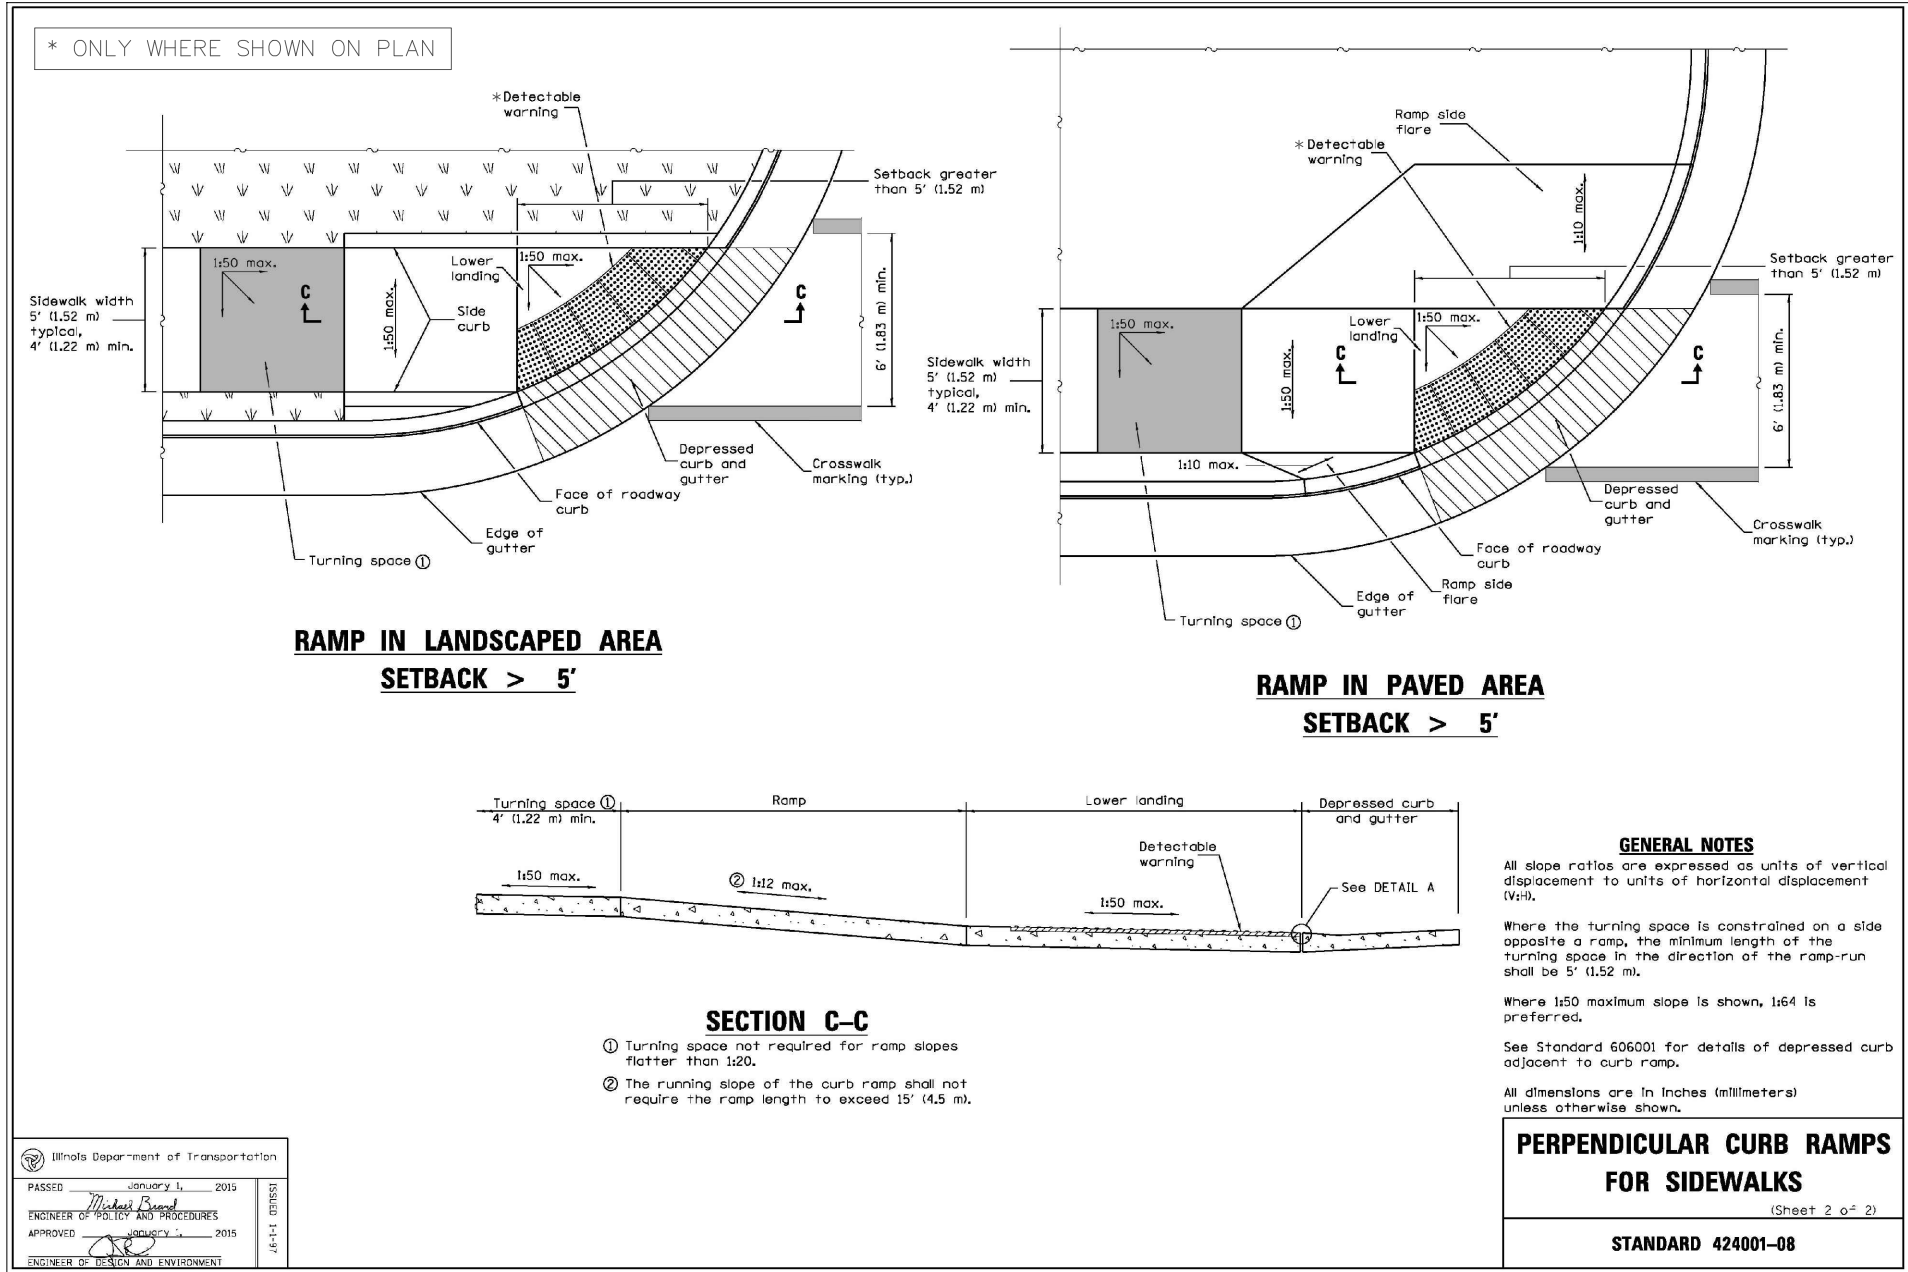 * ONLY WHERE SHOWN ON PLAN
*Detectable
warning
Setback greater
than 5' (1.52 m)
1:50 max.
Lower
landing
1:50 max.
Sidewalk width
5' (1.52 m)
typical,
4' (1.22 m) min.
C
1:50 max.
Side
curb
C
6' (1.83 m) min.
Depressed
curb and
gutter
Crosswalk
marking (typ.)
Face of roadway
curb
Edge of
gutter
Turning space ①
RAMP IN LANDSCAPED AREA
SETBACK > 5'
Ramp side
flare
*Detectable
warning
1:10 max.
Setback greater
than 5' (1.52 m)
1:50 max.
Lower
landing
1:50 max.
Sidewalk width
5' (1.52 m)
typical,
4' (1.22 m) min.
C
1:50 max.
C
6' (1.83 m) min.
1:10 max.
Depressed
curb and
gutter
Crosswalk
marking (typ.)
Face of roadway
curb
Ramp side
flare
Edge of
gutter
Turning space ①
RAMP IN PAVED AREA
SETBACK > 5'
Turning space ①
4' (1.22 m) min.
Ramp
Lower landing
Depressed curb
and gutter
Detectable
warning
1:50 max.
② 1:12 max.
1:50 max.
See DETAIL A
SECTION C–C
① Turning space not required for ramp slopes
flatter than 1:20.
② The running slope of the curb ramp shall not
require the ramp length to exceed 15' (4.5 m).
GENERAL NOTES
All slope ratios are expressed as units of vertical
displacement to units of horizontal displacement
(V:H).
Where the turning space is constrained on a side
opposite a ramp, the minimum length of the
turning space in the direction of the ramp-run
shall be 5' (1.52 m).
Where 1:50 maximum slope is shown, 1:64 is
preferred.
See Standard 606001 for details of depressed curb
adjacent to curb ramp.
All dimensions are in inches (millimeters)
unless otherwise shown.
PERPENDICULAR CURB RAMPS
FOR SIDEWALKS
(Sheet 2 of 2)
STANDARD 424001–08
Illinois Department of Transportation
PASSED January 1, 2015
Michael Brand
ENGINEER OF POLICY AND PROCEDURES
APPROVED January 1, 2015
ENGINEER OF DESIGN AND ENVIRONMENT
ISSUED 1-1-97